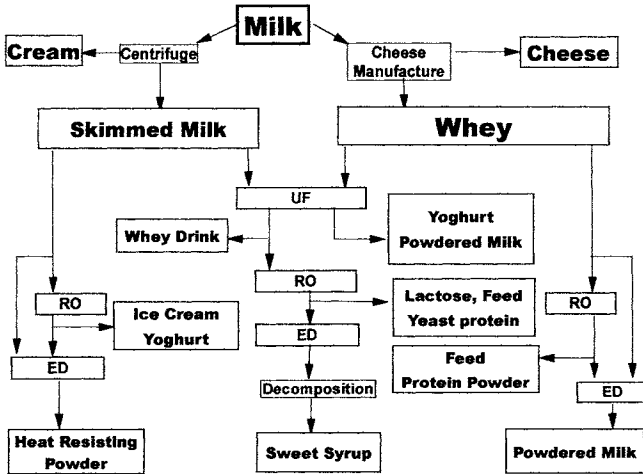 Milk
Cream
Centrifuge
Cheese
Manufacture
Cheese
Skimmed Milk
Whey
UF
Whey Drink
Yoghurt
Powdered Milk
RO
RO
RO
Ice Cream
Yoghurt
Lactose, Feed
Yeast protein
ED
ED
Feed
Protein Powder
Decomposition
ED
Heat Resisting
Powder
Sweet Syrup
Powdered Milk